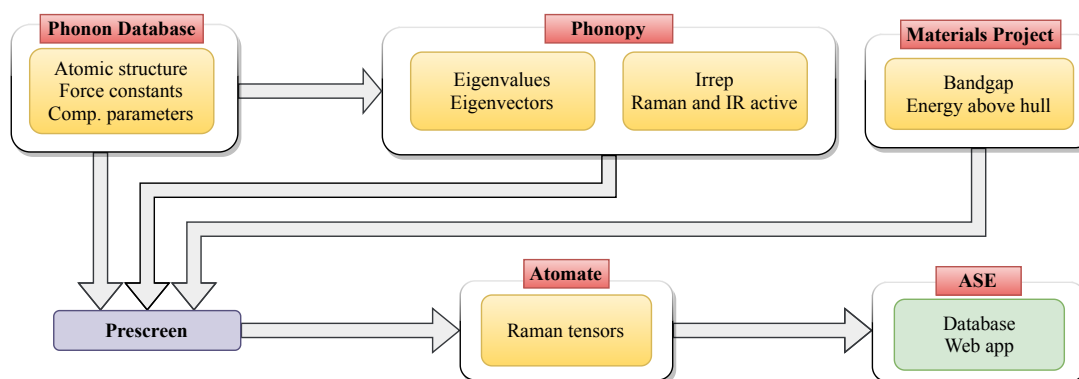 Phonon Database
Atomic structure
Force constants
Comp. parameters
Phonopy
Eigenvalues
Eigenvectors
Irrep
Raman and IR active
Materials Project
Bandgap
Energy above hull
Prescreen
Atomate
Raman tensors
ASE
Database
Web app